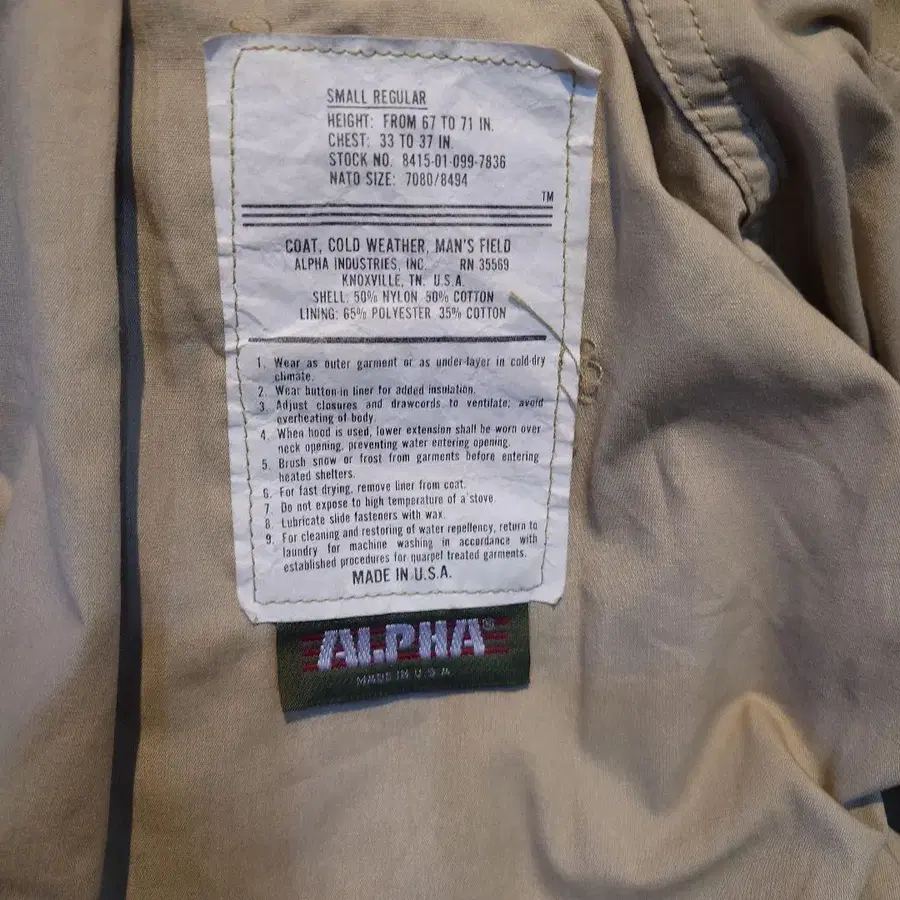 SMALL REGULAR
HEIGHT: FROM 67 TO 71 IN.
CHEST: 33 TO 37 IN.
STOCK NO. 8415-01-099-7836
NATO SIZE: 7080/8494
TM
COAT, COLD WEATHER, MAN'S FIELD
ALPHA INDUSTRIES, INC. RN 35569
KNOXVILLE, TN. U.S.A.
SHELL: 50% NYLON 50% COTTON
LINING: 65% POLYESTER 35% COTTON
1. Wear as outer garment or as under-layer in cold-dry
climate.
2. Wear button-in liner for added insulation.
3. Adjust closures and drawcords to ventilate; avoid
overheating of body.
4. When hood is used, lower extension shall be worn over
neck opening, preventing water entering opening.
5. Brush snow or frost from garments before entering
heated shelters.
6. For fast drying, remove liner from coat.
7. Do not expose to high temperature of a stove.
8. Lubricate slide fasteners with wax.
9. For cleaning and restoring of water repellency, return to
laundry for machine washing in accordance with
established procedures for quarpel treated garments.
MADE IN U.S.A.
ALPHA®
MADE IN U S A